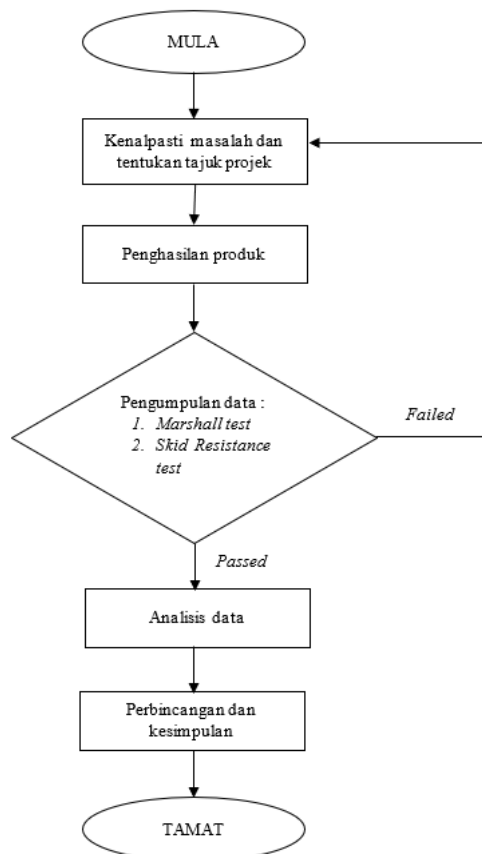 MULA
Kenalpasti masalah dan
tentukan tajuk projek
Penghasilan produk
Pengumpulan data :
1. Marshall test
2. Skid Resistance
test
Failed
Passed
Analisis data
Perbincangan dan
kesimpulan
TAMAT